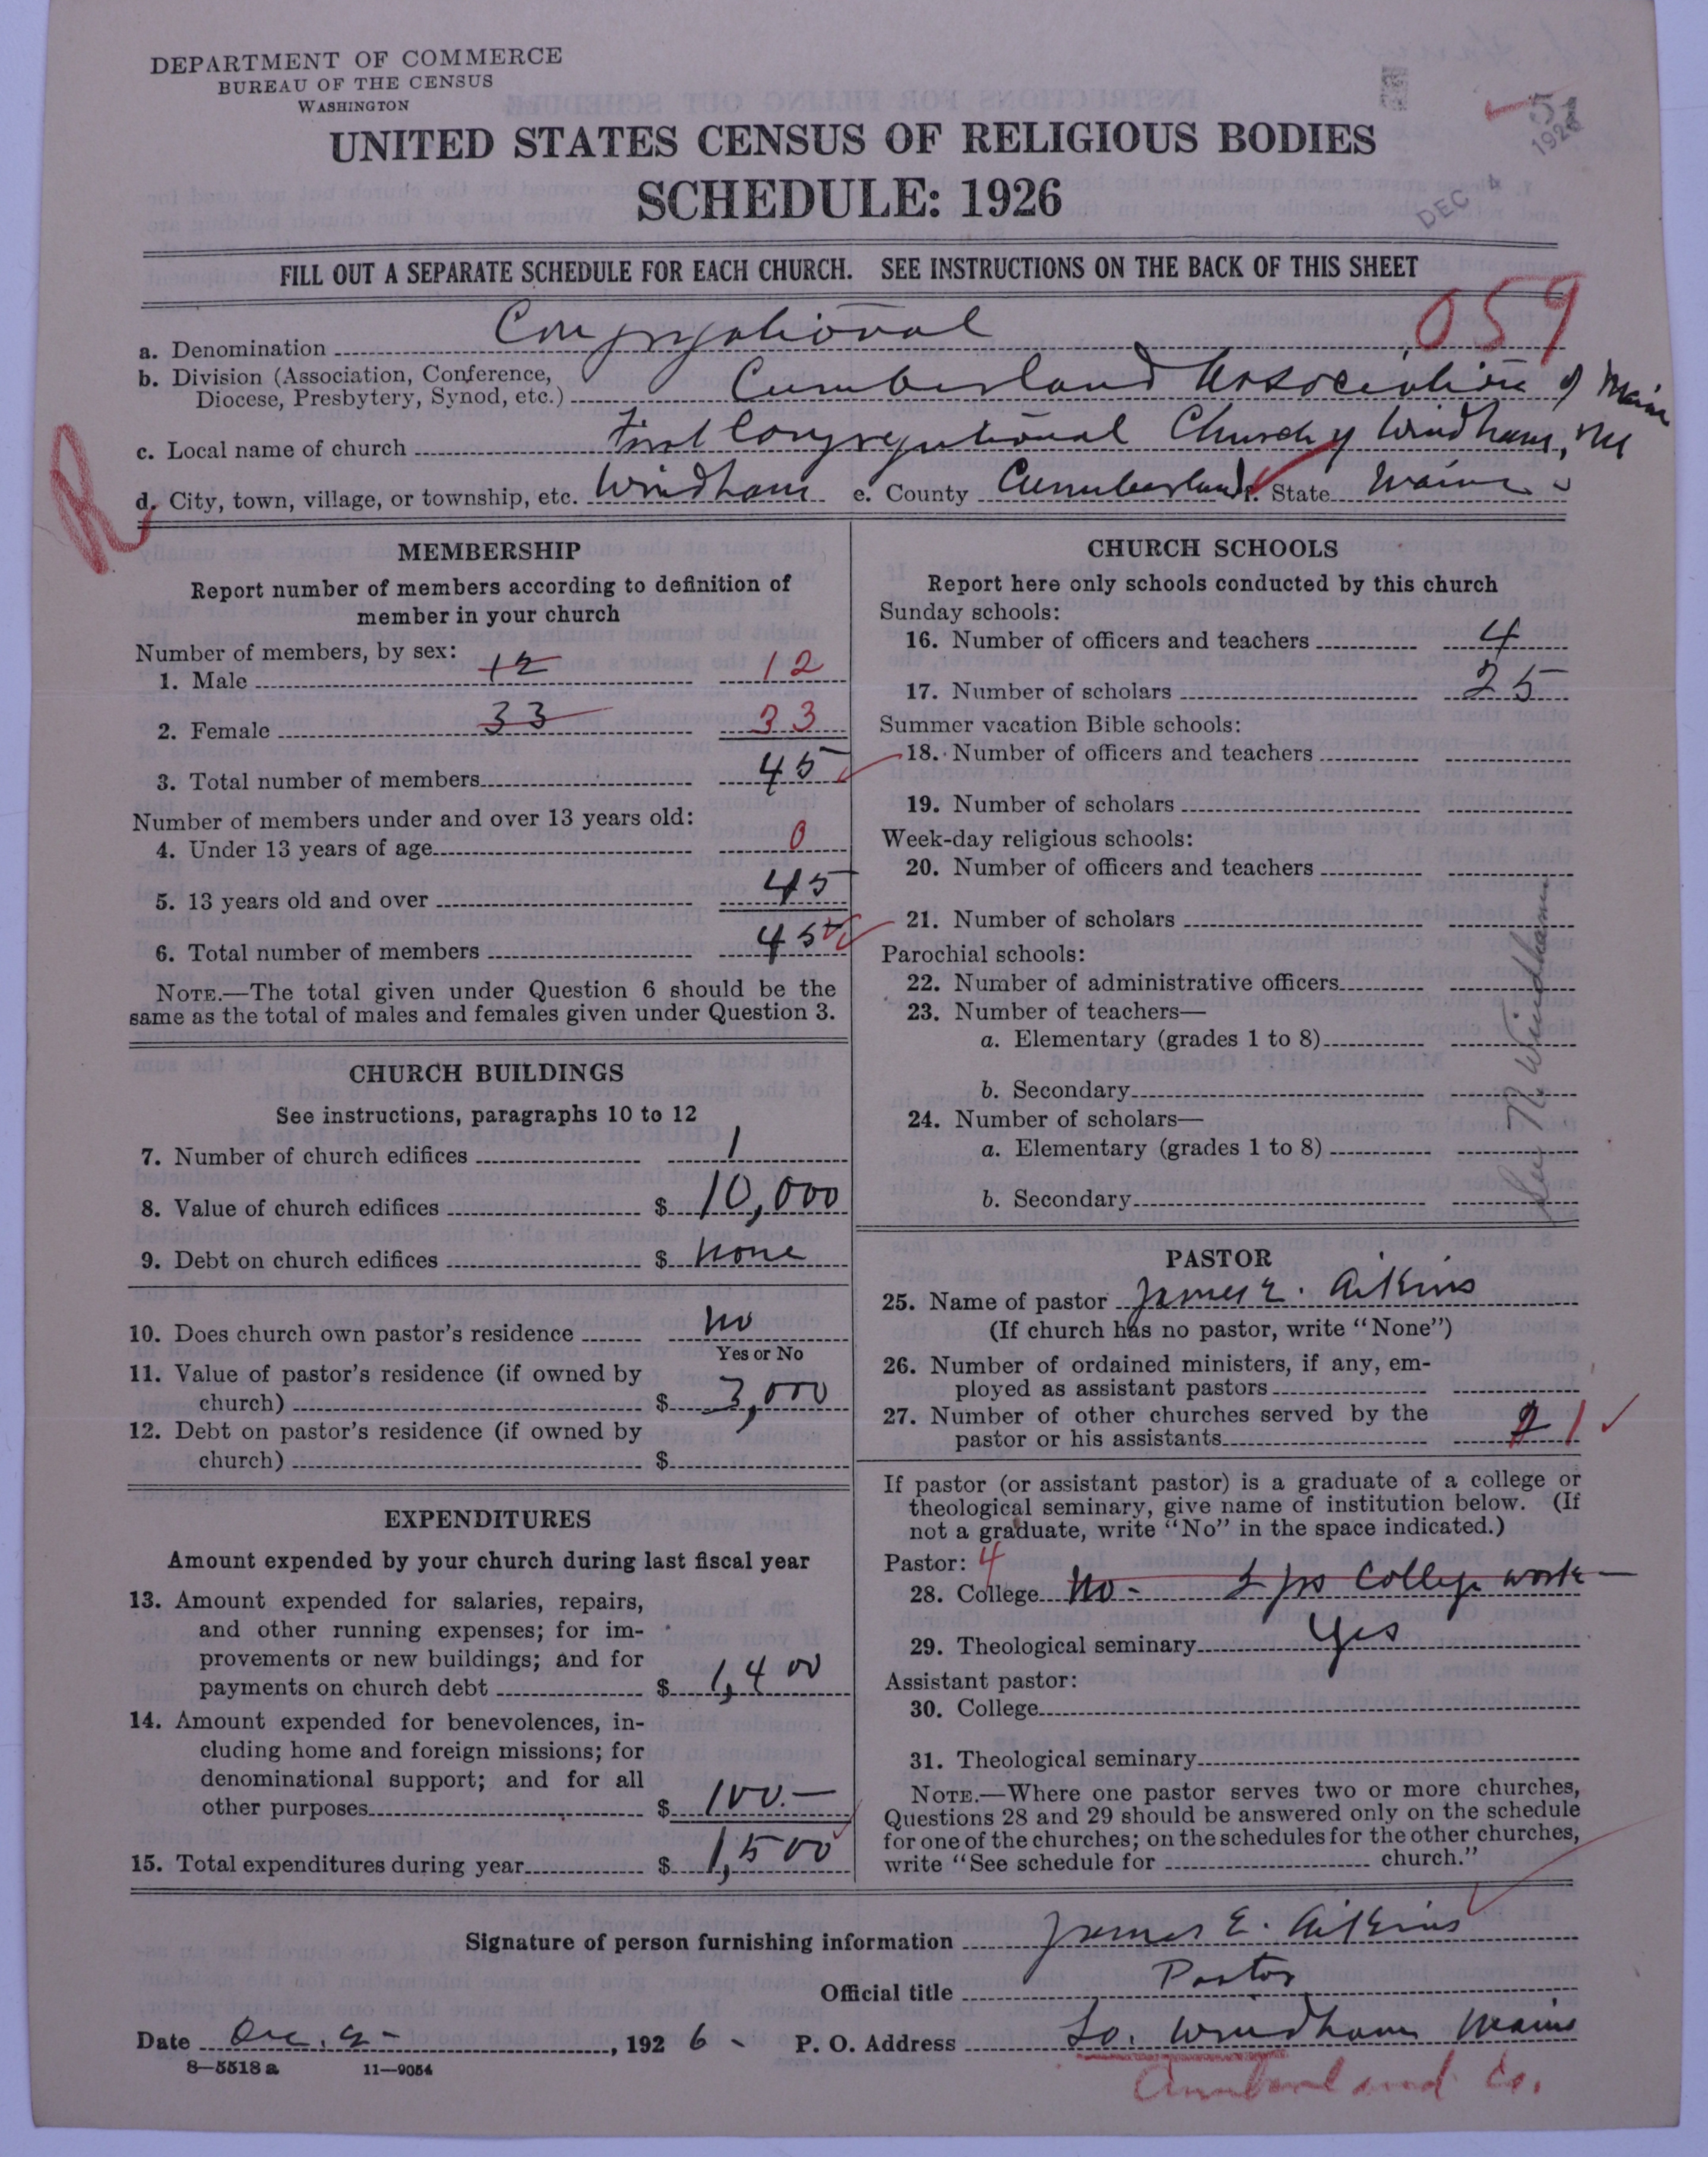 DEPARTMENT OF COMMERCE
BUREAU OF THE CENSUS
WASHINGTON
51
1926
DEC 4
UNITED STATES CENSUS OF RELIGIOUS BODIES
SCHEDULE: 1926
FILL OUT A SEPARATE SCHEDULE FOR EACH CHURCH. SEE INSTRUCTIONS ON THE BACK OF THIS SHEET
059
a. Denomination Congregational
b. Division (Association, Conference,
Diocese, Presbytery, Synod, etc.) Cumberland Association of Maine
c. Local name of church First Congregational Church of Windham, Me
R
d. City, town, village, or township, etc. Windham e. County Cumberland f. State Maine
MEMBERSHIP
Report number of members according to definition of
member in your church
Number of members, by sex:
1. Male 12 12
2. Female 33 33
3. Total number of members 45
Number of members under and over 13 years old:
4. Under 13 years of age 0
5. 13 years old and over 45
6. Total number of members 45
NOTE.—The total given under Question 6 should be the
same as the total of males and females given under Question 3.
CHURCH BUILDINGS
See instructions, paragraphs 10 to 12
7. Number of church edifices 1
8. Value of church edifices $ 10,000
9. Debt on church edifices $ None
10. Does church own pastor's residence No
Yes or No
11. Value of pastor's residence (if owned by
church) $ 3,000
12. Debt on pastor's residence (if owned by
church) $
EXPENDITURES
Amount expended by your church during last fiscal year
13. Amount expended for salaries, repairs,
and other running expenses; for im-
provements or new buildings; and for
payments on church debt $ 1,400
14. Amount expended for benevolences, in-
cluding home and foreign missions; for
denominational support; and for all
other purposes $ 100.—
15. Total expenditures during year $ 1,500
CHURCH SCHOOLS
Report here only schools conducted by this church
Sunday schools:
16. Number of officers and teachers 4
17. Number of scholars 25
Summer vacation Bible schools:
18. Number of officers and teachers
19. Number of scholars
Week-day religious schools:
20. Number of officers and teachers
21. Number of scholars
Parochial schools:
22. Number of administrative officers
23. Number of teachers—
a. Elementary (grades 1 to 8)
b. Secondary
24. Number of scholars—
a. Elementary (grades 1 to 8)
b. Secondary
See N. Windham
PASTOR
25. Name of pastor James E. Aikins
(If church has no pastor, write "None")
26. Number of ordained ministers, if any, em-
ployed as assistant pastors
27. Number of other churches served by the
pastor or his assistants 2 1
If pastor (or assistant pastor) is a graduate of a college or
theological seminary, give name of institution below. (If
not a graduate, write "No" in the space indicated.)
Pastor: 4
28. College No - 2 yrs College work
29. Theological seminary Yes
Assistant pastor:
30. College
31. Theological seminary
NOTE.—Where one pastor serves two or more churches,
Questions 28 and 29 should be answered only on the schedule
for one of the churches; on the schedules for the other churches,
write "See schedule for church."
Signature of person furnishing information James E. Aikins
Official title Pastor
Date Dec. 2 - , 1926 - P. O. Address So. Windham Maine
8—5518 a 11—9054
Cumberland Co.